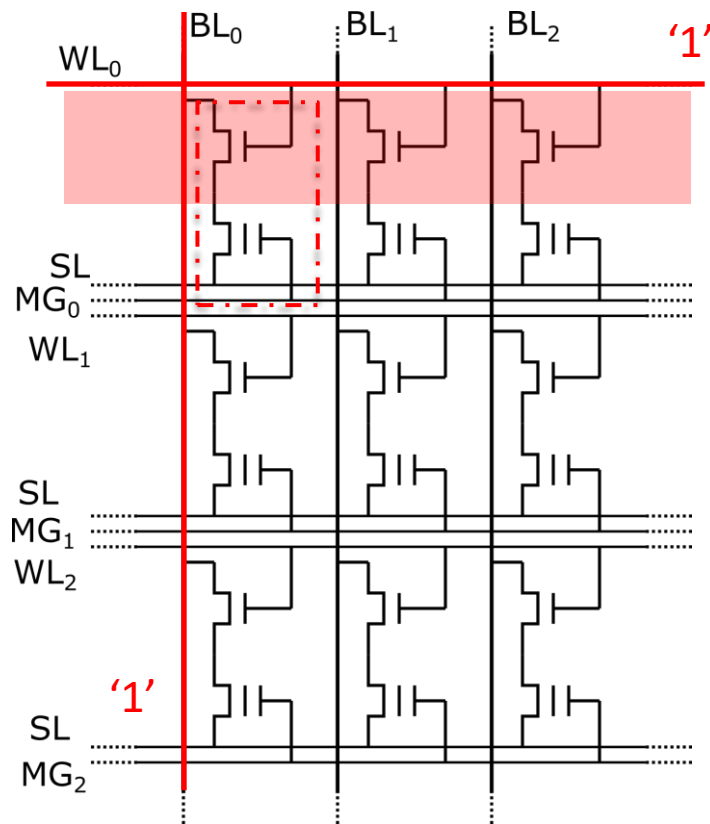 BL₀ BL₁ BL₂ ‘1’
WL₀
SL
MG₀
WL₁
SL
MG₁
WL₂
‘1’
SL
MG₂